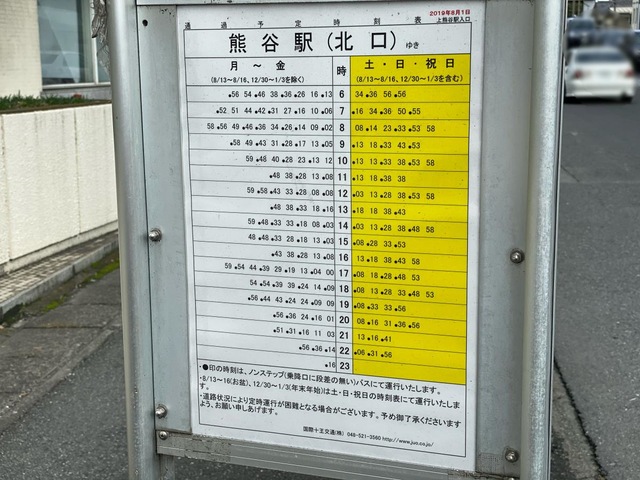 通過予定時刻表
2019年8月1日
上熊谷駅入口
熊谷駅(北口) ゆき
月～金
(8/13～8/16、12/30～1/3を除く)
時
土・日・祝日
(8/13～8/16、12/30～1/3を含む)
●56 54 ●46 38 ●36 ●26 16 ●13 6 34 ●36 56 ●56
●52 51 44 ●42 ●31 27 ●16 10 ●06 7 ●16 34 ●36 50 ●55
58 ●56 49 ●46 ●36 34 ●26 ●14 09 ●02 8 08 ●14 23 ●33 ●53 58
●58 49 ●43 31 ●28 ●17 13 ●05 9 ●13 18 ●33 43 ●53
59 ●48 40 ●28 ●23 ●13 12 10 ●13 13 ●33 38 ●53 58
●48 38 ●28 13 ●08 11 ●13 18 ●38 38
●59 ●58 ●43 33 ●28 08 ●08 12 ●03 13 ●28 38 ●53 58
●48 38 ●33 18 ●16 13 ●18 18 ●38 ●43
59 ●48 ●33 33 ●18 08 ●03 14 ●03 13 ●28 38 ●48 58
●48 ●48 33 ●28 18 ●13 ●03 15 ●08 ●28 33 ●53
●43 38 ●28 13 ●08 16 ●13 18 38 ●43 58
59 ●54 44 ●39 29 ●19 ●13 ●04 00 17 ●08 18 ●28 ●48
54 ●54 ●39 39 ●24 14 ●09 18 ●08 13 ●28 33 ●48 53
●56 ●44 43 ●24 24 ●09 09 19 ●08 ●33 33 ●56
●56 ●36 24 ●16 01 20 08 ●16 31 ●36 ●56
●51 ●31 ●16 11 03 21 13 ●16 ●41
●56 ●36 ●14 22 ●06 ●31 ●56
●16 23
・●印の時刻は、ノンステップ(乗降口に段差の無い)バスにて運行いたします。
・8/13～16(お盆)、12/30～1/3(年末年始)は土・日・祝日の時刻表にて運行いたしま
す。
・道路状況により定時運行が困難となる場合がございます。予め御了承くださいます
よう、お願い申しあげます。
国際十王交通(株) 048-521-3560 http://www.juo.co.jp/